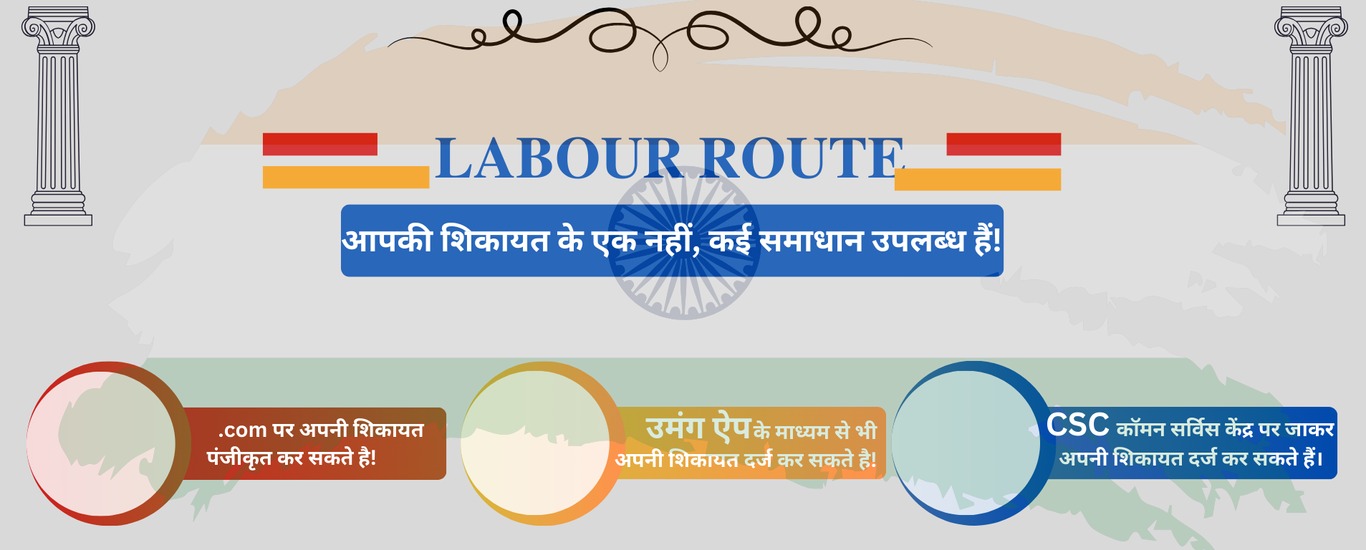 LABOUR ROUTE
आपकी शिकायत के एक नहीं, कई समाधान उपलब्ध हैं!
.com पर अपनी शिकायत
पंजीकृत कर सकते है!
उमंग ऐप के माध्यम से भी
अपनी शिकायत दर्ज कर सकते है!
CSC कॉमन सर्विस केंद्र पर जाकर
अपनी शिकायत दर्ज कर सकते हैं।